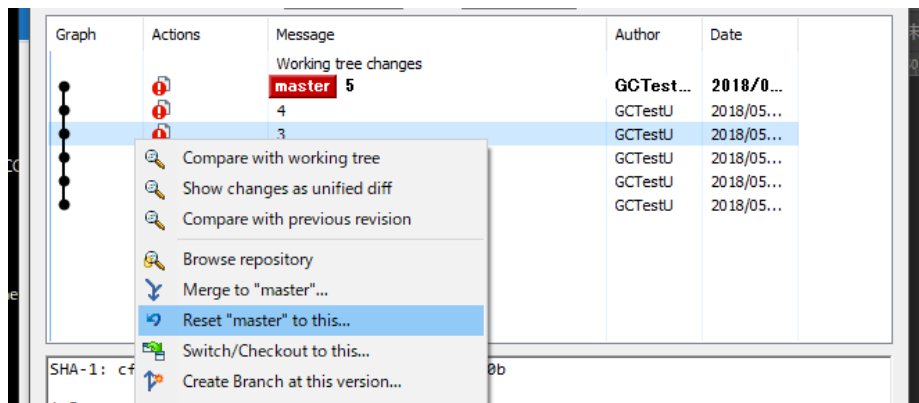 Graph Actions Message Author Date
Working tree changes
master 5 GCTest... 2018/0...
4 GCTestU 2018/05...
3 GCTestU 2018/05...
Compare with working tree GCTestU 2018/05...
Show changes as unified diff GCTestU 2018/05...
Compare with previous revision GCTestU 2018/05...
Browse repository
Merge to "master"...
Reset "master" to this...
Switch/Checkout to this...
SHA-1: cf 0b
Create Branch at this version...